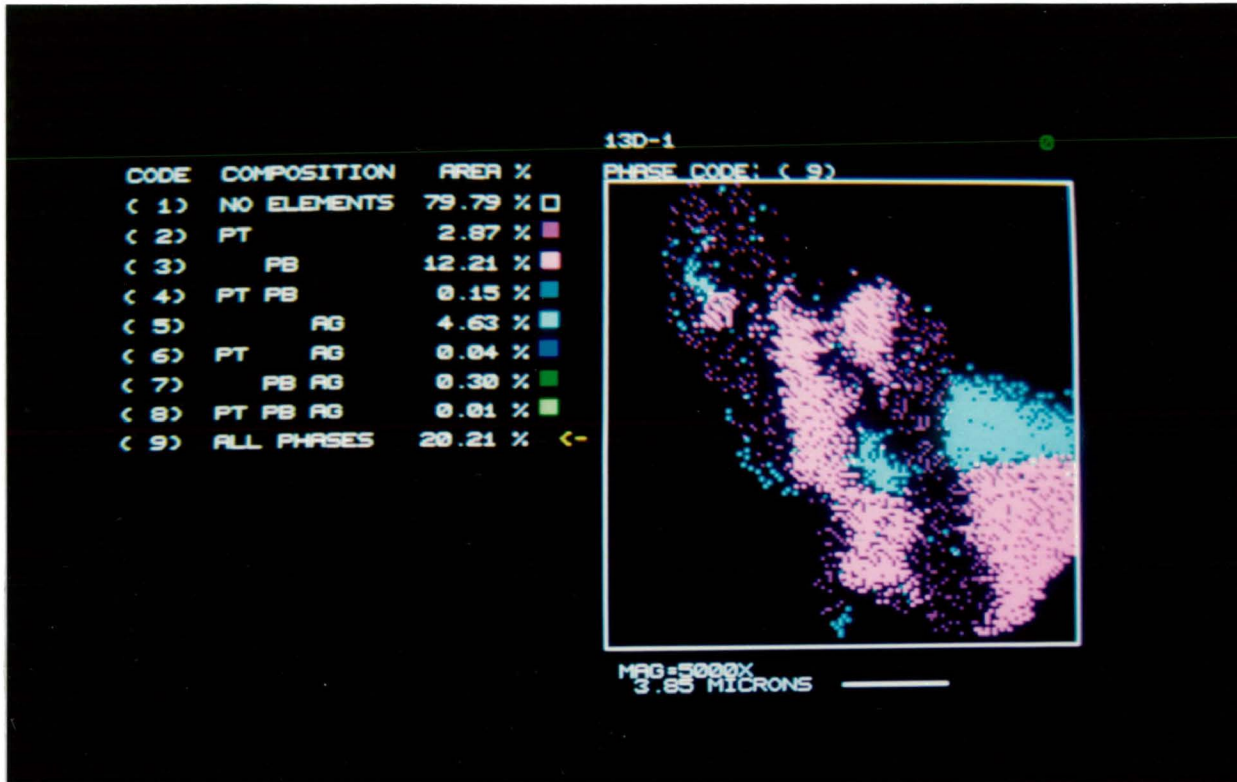 CODE COMPOSITION AREA %
( 1) NO ELEMENTS 79.79 %
( 2) PT 2.87 %
( 3) PB 12.21 %
( 4) PT PB 0.15 %
( 5) AG 4.63 %
( 6) PT AG 0.04 %
( 7) PB AG 0.30 %
( 8) PT PB AG 0.01 %
( 9) ALL PHASES 20.21 % <-
13D-1
0
PHASE CODE: ( 9)
MAG=5000X
3.85 MICRONS